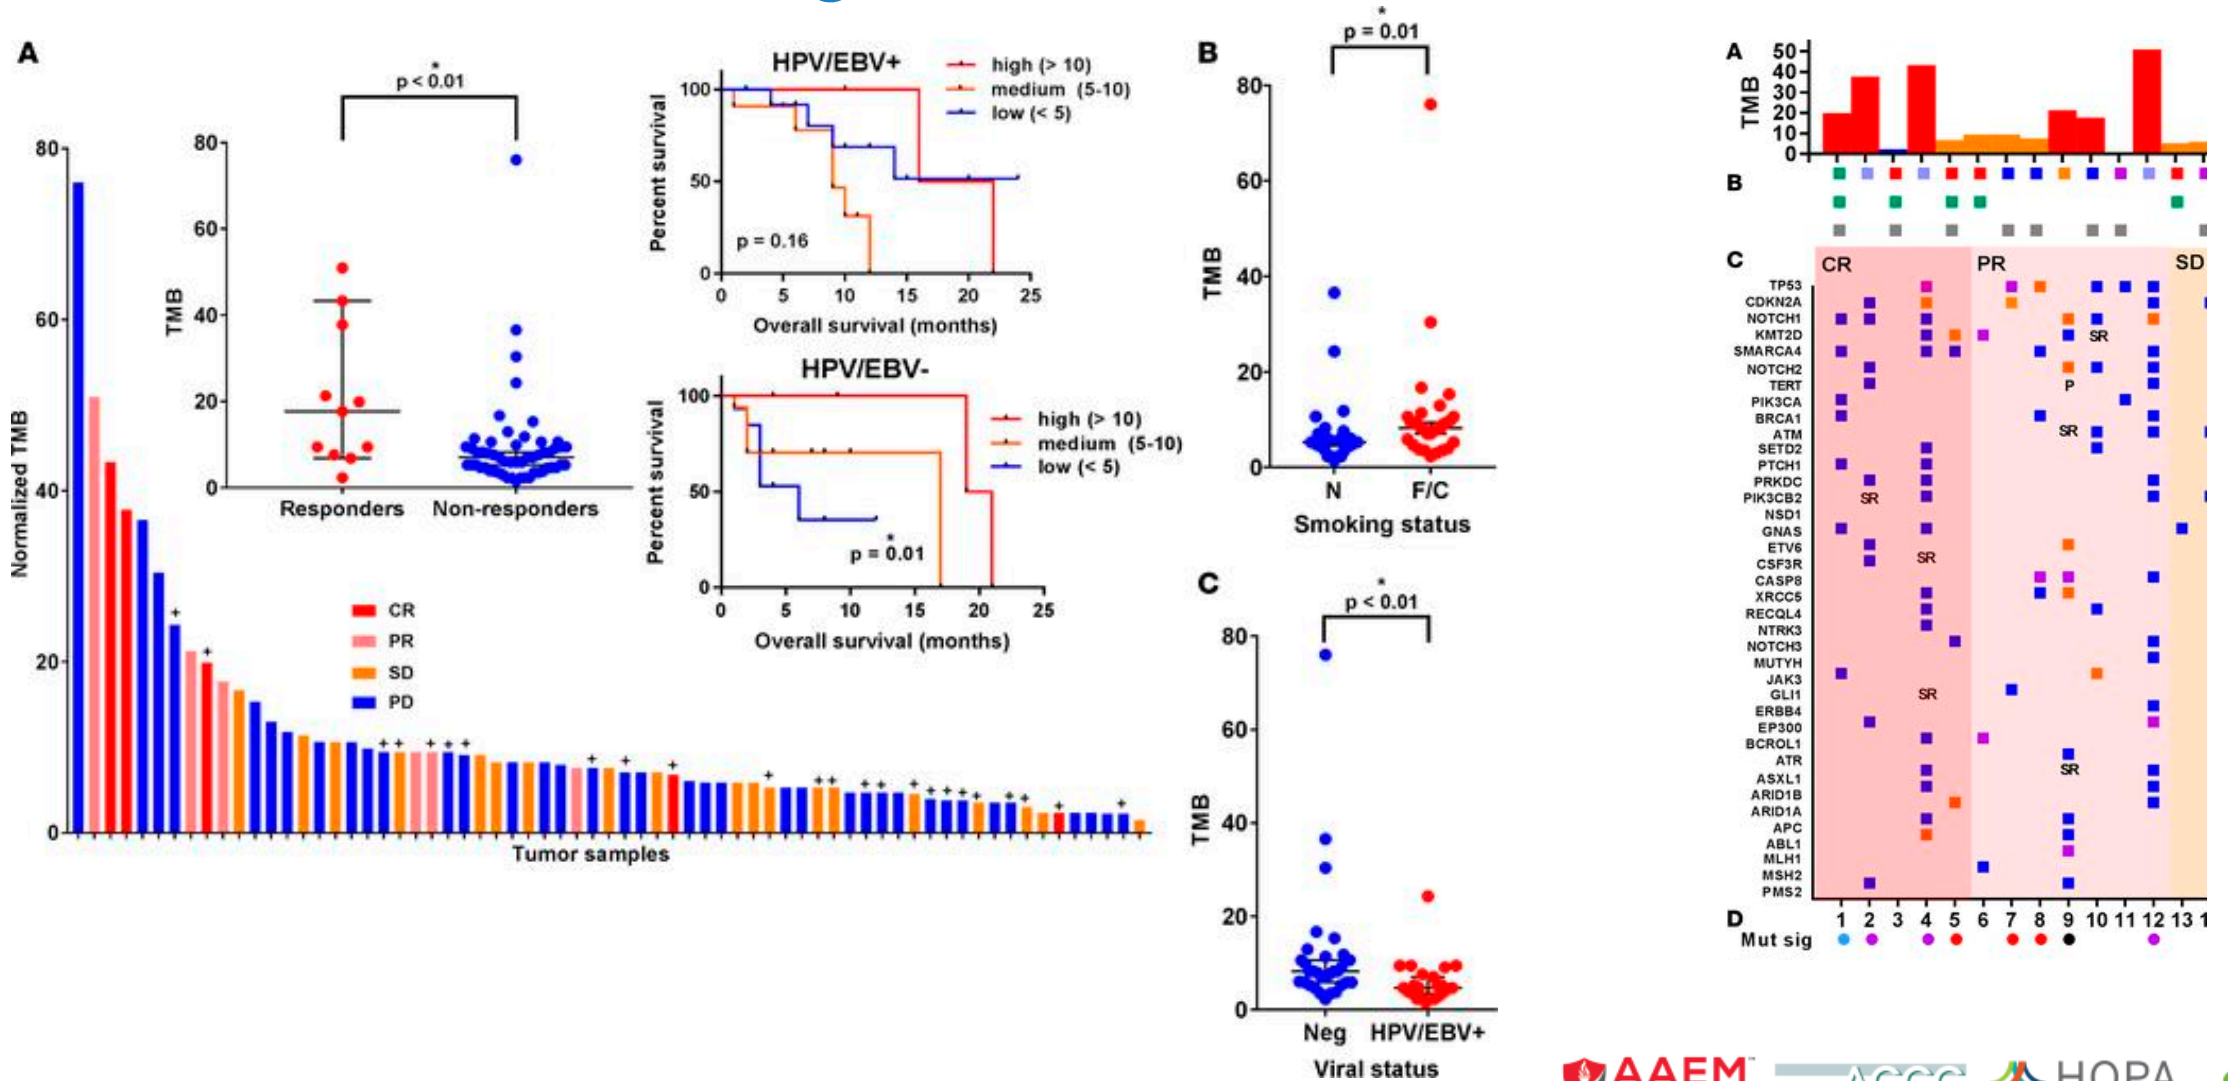 A
*
p < 0.01
80
60
40
20
0
Normalized TMB
80
60
40
20
0
TMB
Responders
Non-responders
HPV/EBV+
high (> 10)
medium (5-10)
low (< 5)
100
50
0
Percent survival
p = 0.16
0 5 10 15 20 25
Overall survival (months)
HPV/EBV-
high (> 10)
medium (5-10)
low (< 5)
100
50
0
Percent survival
*
p = 0.01
0 5 10 15 20 25
Overall survival (months)
CR
PR
SD
PD
+ + + + + + + + + + + + + + + + + + + + + + + +
Tumor samples
B
*
p = 0.01
80
60
40
20
0
TMB
N F/C
Smoking status
C
*
p < 0.01
80
60
40
20
0
TMB
Neg HPV/EBV+
Viral status
A
50
40
30
20
10
0
TMB
B
C
CR PR SD
TP53
CDKN2A
NOTCH1
KMT2D SR
SMARCA4
NOTCH2
TERT P
PIK3CA
BRCA1
ATM SR
SETD2
PTCH1
PRKDC
PIK3CB2 SR
NSD1
GNAS
ETV6
CSF3R SR
CASP8
XRCC5
RECQL4
NTRK3
NOTCH3
MUTYH
JAK3
GLI1 SR
ERBB4
EP300
BCROL1
ATR SR
ASXL1
ARID1B
ARID1A
APC
ABL1
MLH1
MSH2
PMS2
D
1 2 3 4 5 6 7 8 9 10 11 12 13 1
Mut sig
AAEM™
ACCC
HOPA